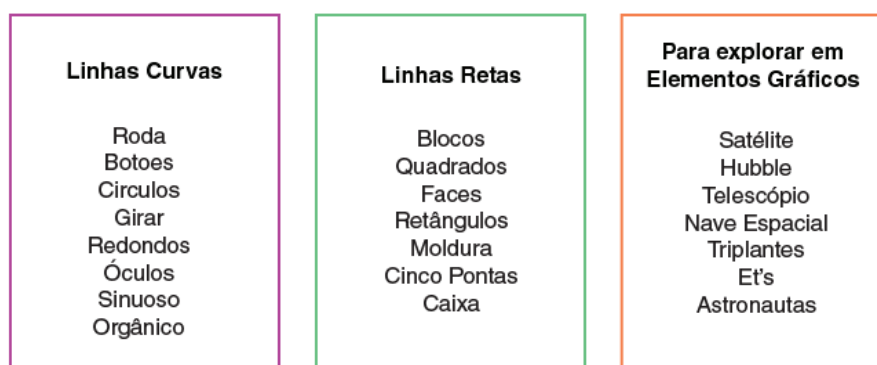 Linhas Curvas
Roda
Botoes
Circulos
Girar
Redondos
Óculos
Sinuoso
Orgânico
Linhas Retas
Blocos
Quadrados
Faces
Retângulos
Moldura
Cinco Pontas
Caixa
Para explorar em
Elementos Gráficos
Satélite
Hubble
Telescópio
Nave Espacial
Triplantes
Et's
Astronautas